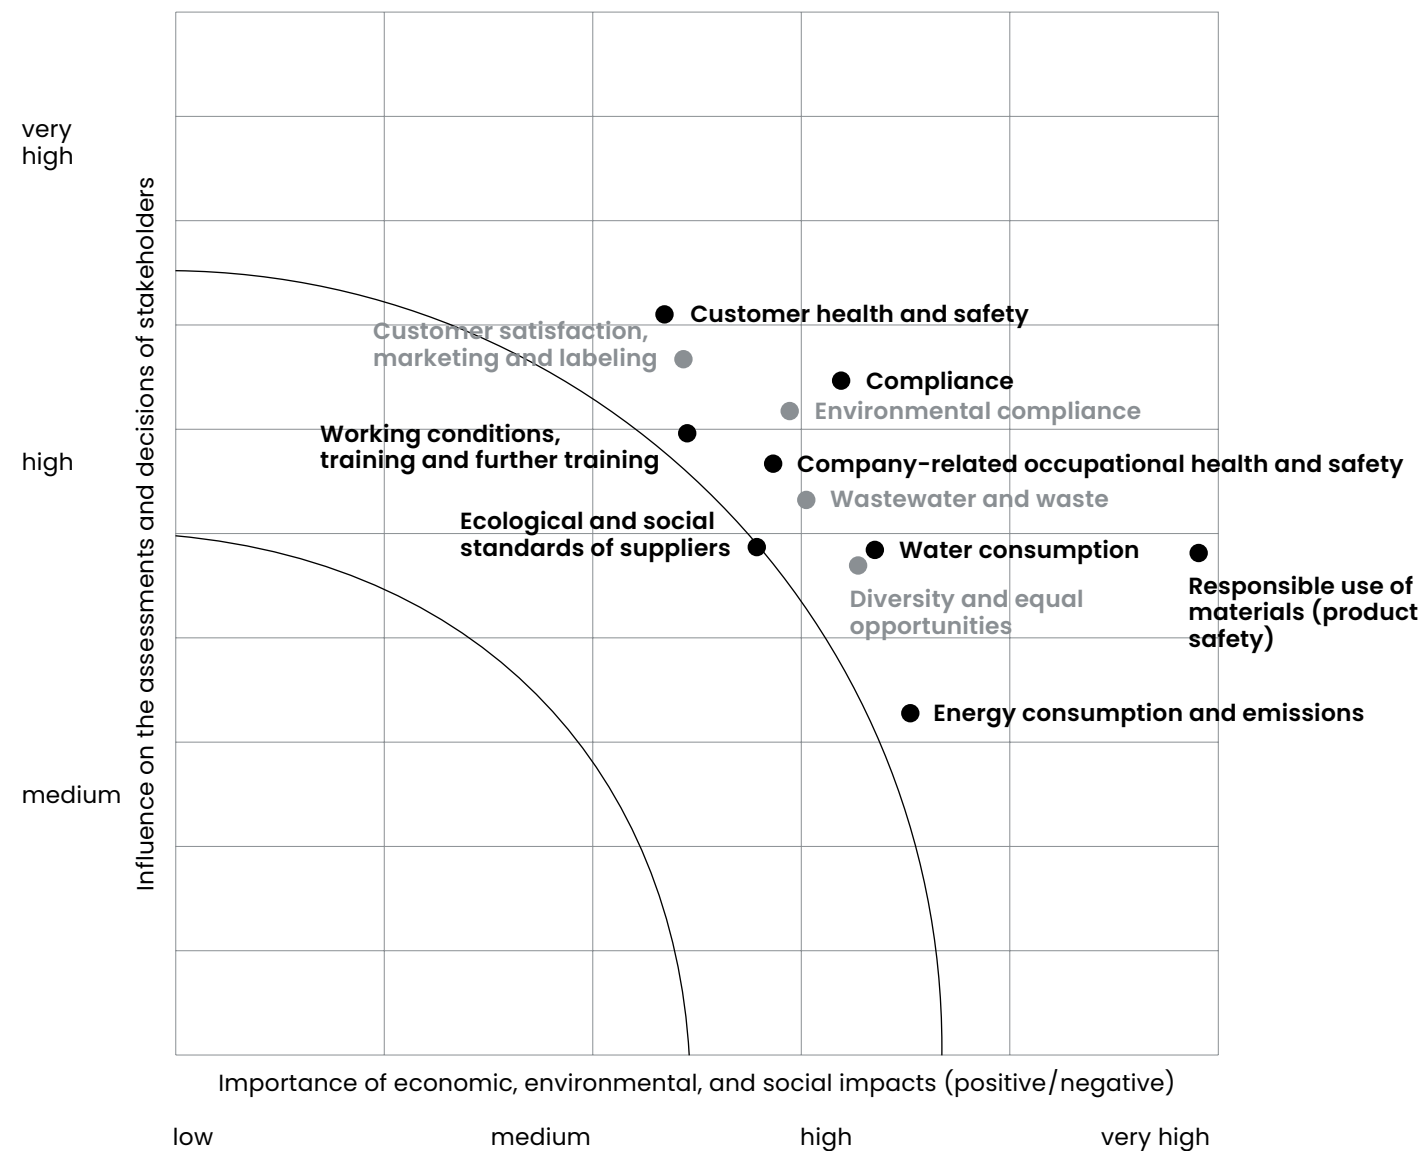 very
high
Influence on the assessments and decisions of stakeholders
Customer health and safety
Customer satisfaction,
marketing and labeling
Compliance
Environmental compliance
Working conditions,
training and further training
high
Company-related occupational health and safety
Wastewater and waste
Ecological and social
standards of suppliers
Water consumption
Responsible use of
materials (product
safety)
Diversity and equal
opportunities
Energy consumption and emissions
medium
Importance of economic, environmental, and social impacts (positive/negative)
low
medium
high
very high